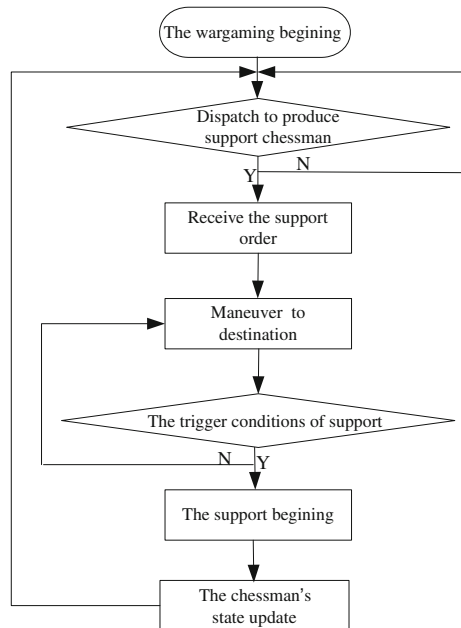 The wargaming begining
Dispatch to produce
support chessman
Y N
Receive the support
order
Maneuver to
destination
The trigger conditions of support
N Y
The support begining
The chessman's
state update